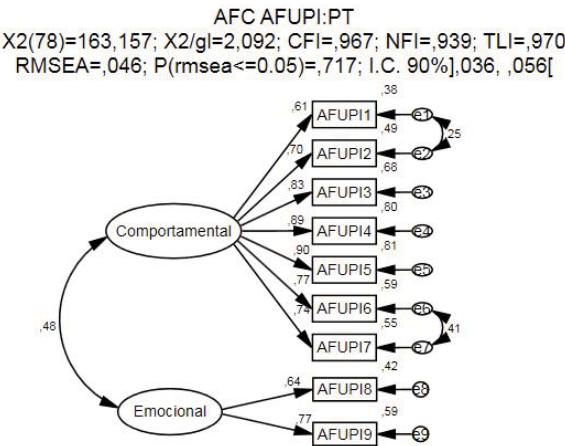 AFC AFUPI:PT
X2(78)=163,157; X2/gl=2,092; CFI=,967; NFI=,939; TLI=,970
RMSEA=,046; P(rmsea<=0.05)=,717; I.C. 90%],036, ,056[
,38
,61 AFUPI1 e1
,49 ,25
,70 AFUPI2 e2
,68
,83 AFUPI3 e3
,80
Comportamental ,89 AFUPI4 e4
,81
,90 AFUPI5 e5
,59
,77 AFUPI6 e6
,55 ,41
,48 ,74 AFUPI7 e7
,42
,64 AFUPI8 e8
,59
Emocional ,77 AFUPI9 e9